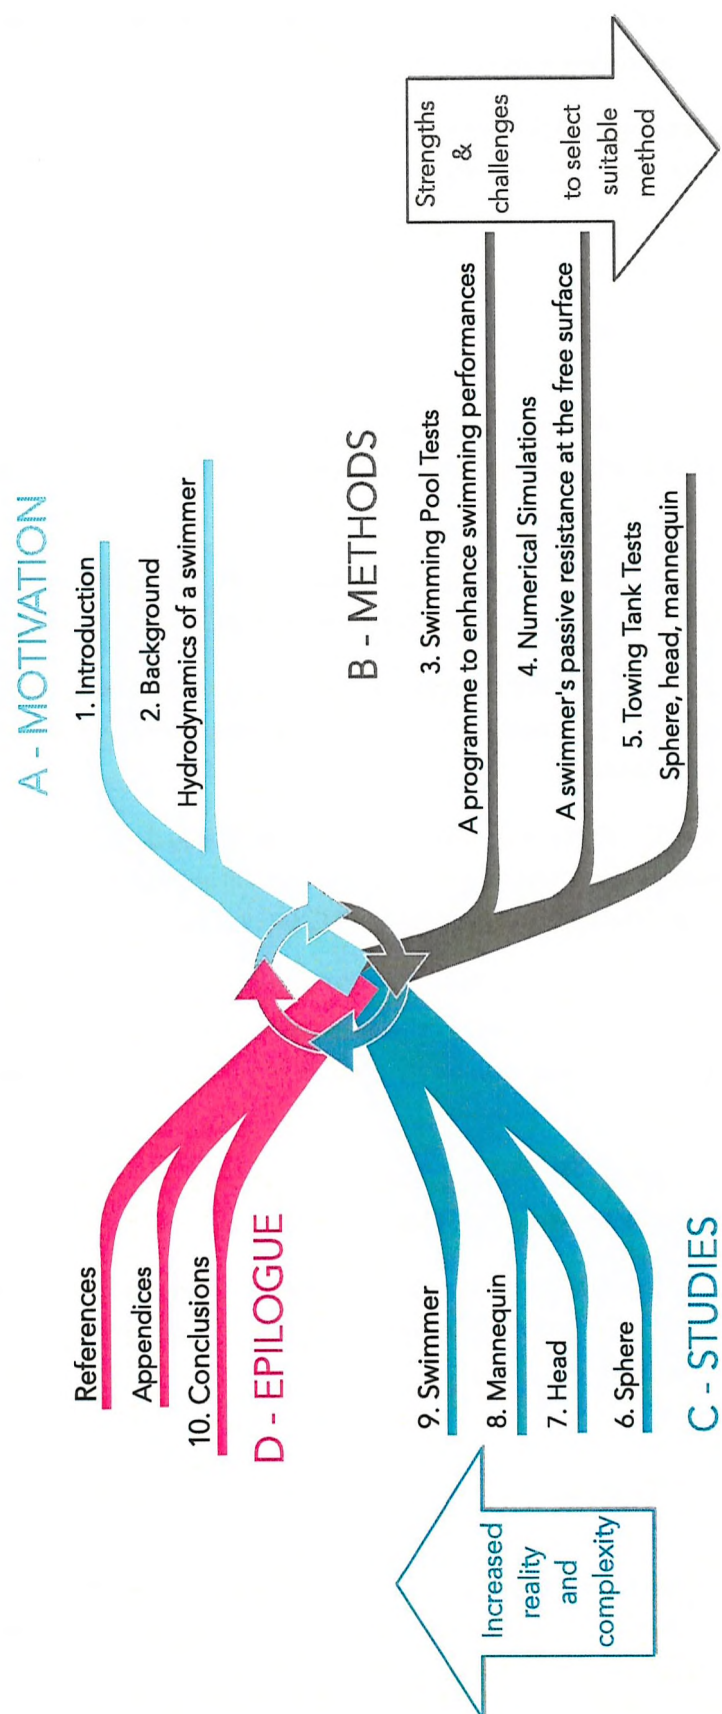 A - MOTIVATION
1. Introduction
2. Background
Hydrodynamics of a swimmer
B - METHODS
3. Swimming Pool Tests
A programme to enhance swimming performances
4. Numerical Simulations
A swimmer's passive resistance at the free surface
5. Towing Tank Tests
Sphere, head, mannequin
Strengths
&
challenges
to select
suitable
method
C - STUDIES
9. Swimmer
8. Mannequin
7. Head
6. Sphere
Increased
reality
and
complexity
D - EPILOGUE
References
Appendices
10. Conclusions